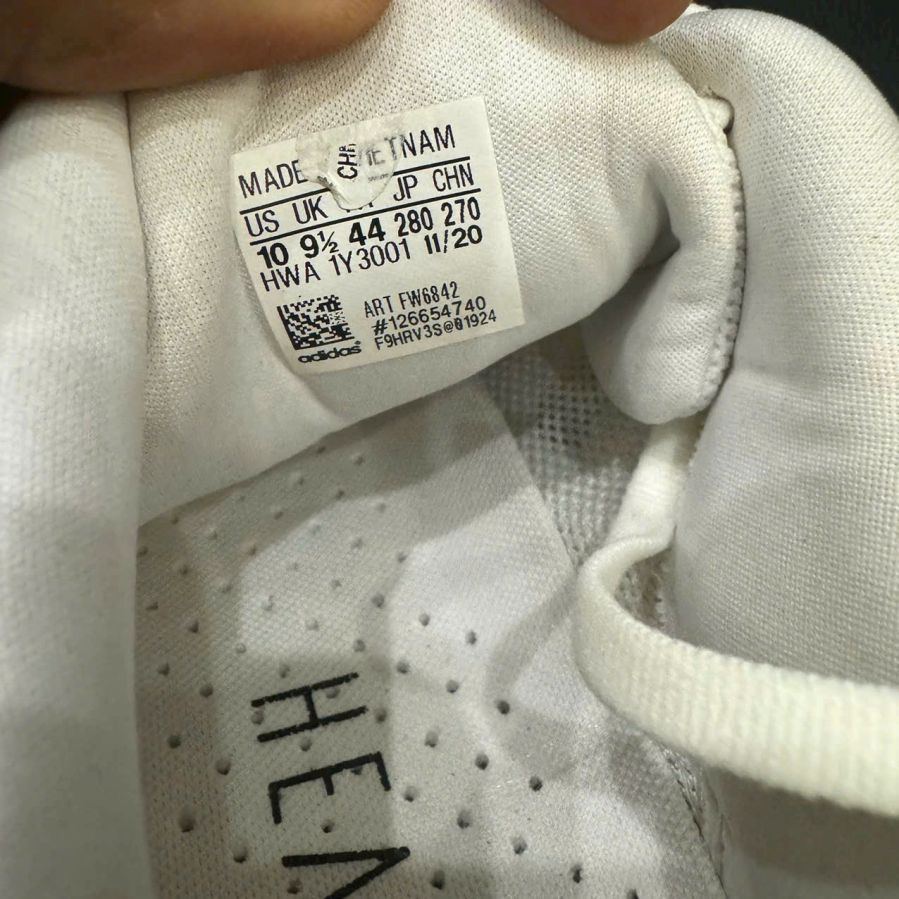 MADE VIETNAM
CHN
US UK JP CHN
10 9½ 44 280 270
HWA 1Y3001 11/20
ART FW6842
#126654740
F9HRV3S@01924
adidas
HEA